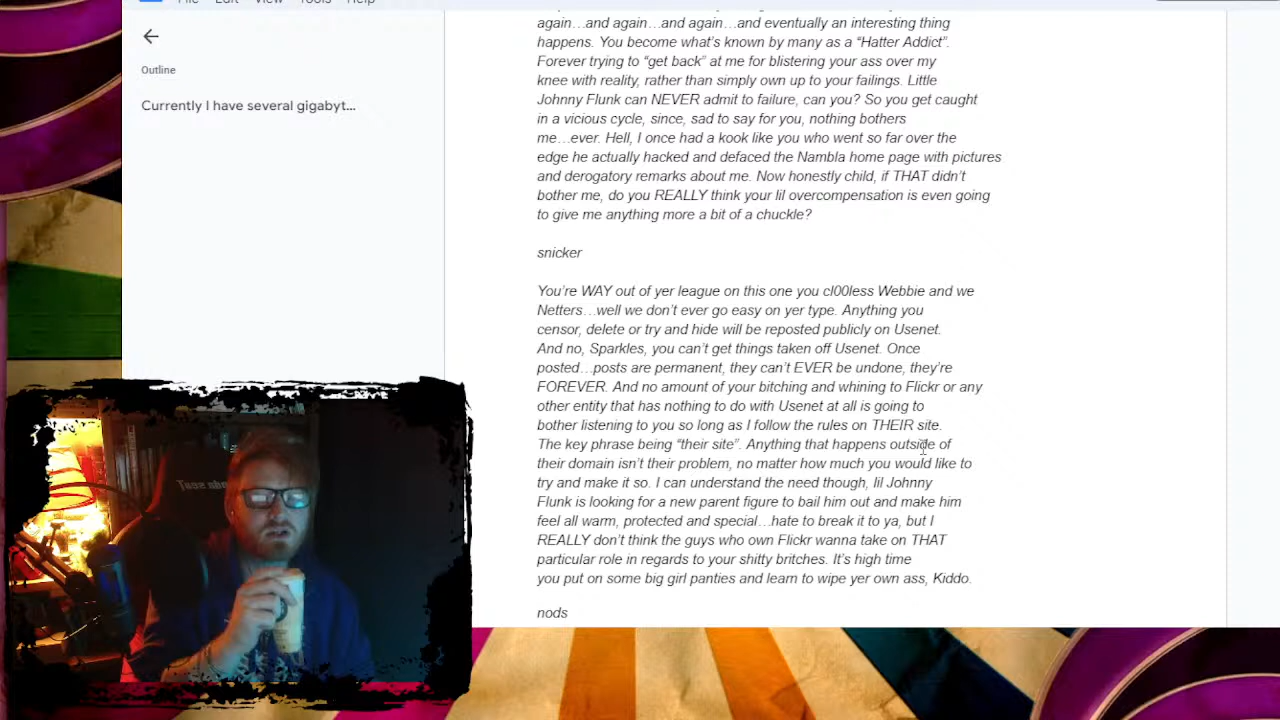 File Edit View Tools Help
Outline
Currently I have several gigabyt...
again…and again…and again…and eventually an interesting thing
happens. You become what's known by many as a “Hatter Addict”.
Forever trying to “get back” at me for blistering your ass over my
knee with reality, rather than simply own up to your failings. Little
Johnny Flunk can NEVER admit to failure, can you? So you get caught
in a vicious cycle, since, sad to say for you, nothing bothers
me…ever. Hell, I once had a kook like you who went so far over the
edge he actually hacked and defaced the Nambla home page with pictures
and derogatory remarks about me. Now honestly child, if THAT didn't
bother me, do you REALLY think your lil overcompensation is even going
to give me anything more a bit of a chuckle?
snicker
You're WAY out of yer league on this one you cl00less Webbie and we
Netters…well we don't ever go easy on yer type. Anything you
censor, delete or try and hide will be reposted publicly on Usenet.
And no, Sparkles, you can't get things taken off Usenet. Once
posted…posts are permanent, they can't EVER be undone, they're
FOREVER. And no amount of your bitching and whining to Flickr or any
other entity that has nothing to do with Usenet at all is going to
bother listening to you so long as I follow the rules on THEIR site.
The key phrase being “their site”. Anything that happens outside of
their domain isn't their problem, no matter how much you would like to
try and make it so. I can understand the need though, lil Johnny
Flunk is looking for a new parent figure to bail him out and make him
feel all warm, protected and special…hate to break it to ya, but I
REALLY don't think the guys who own Flickr wanna take on THAT
particular role in regards to your shitty britches. It's high time
you put on some big girl panties and learn to wipe yer own ass, Kiddo.
nods